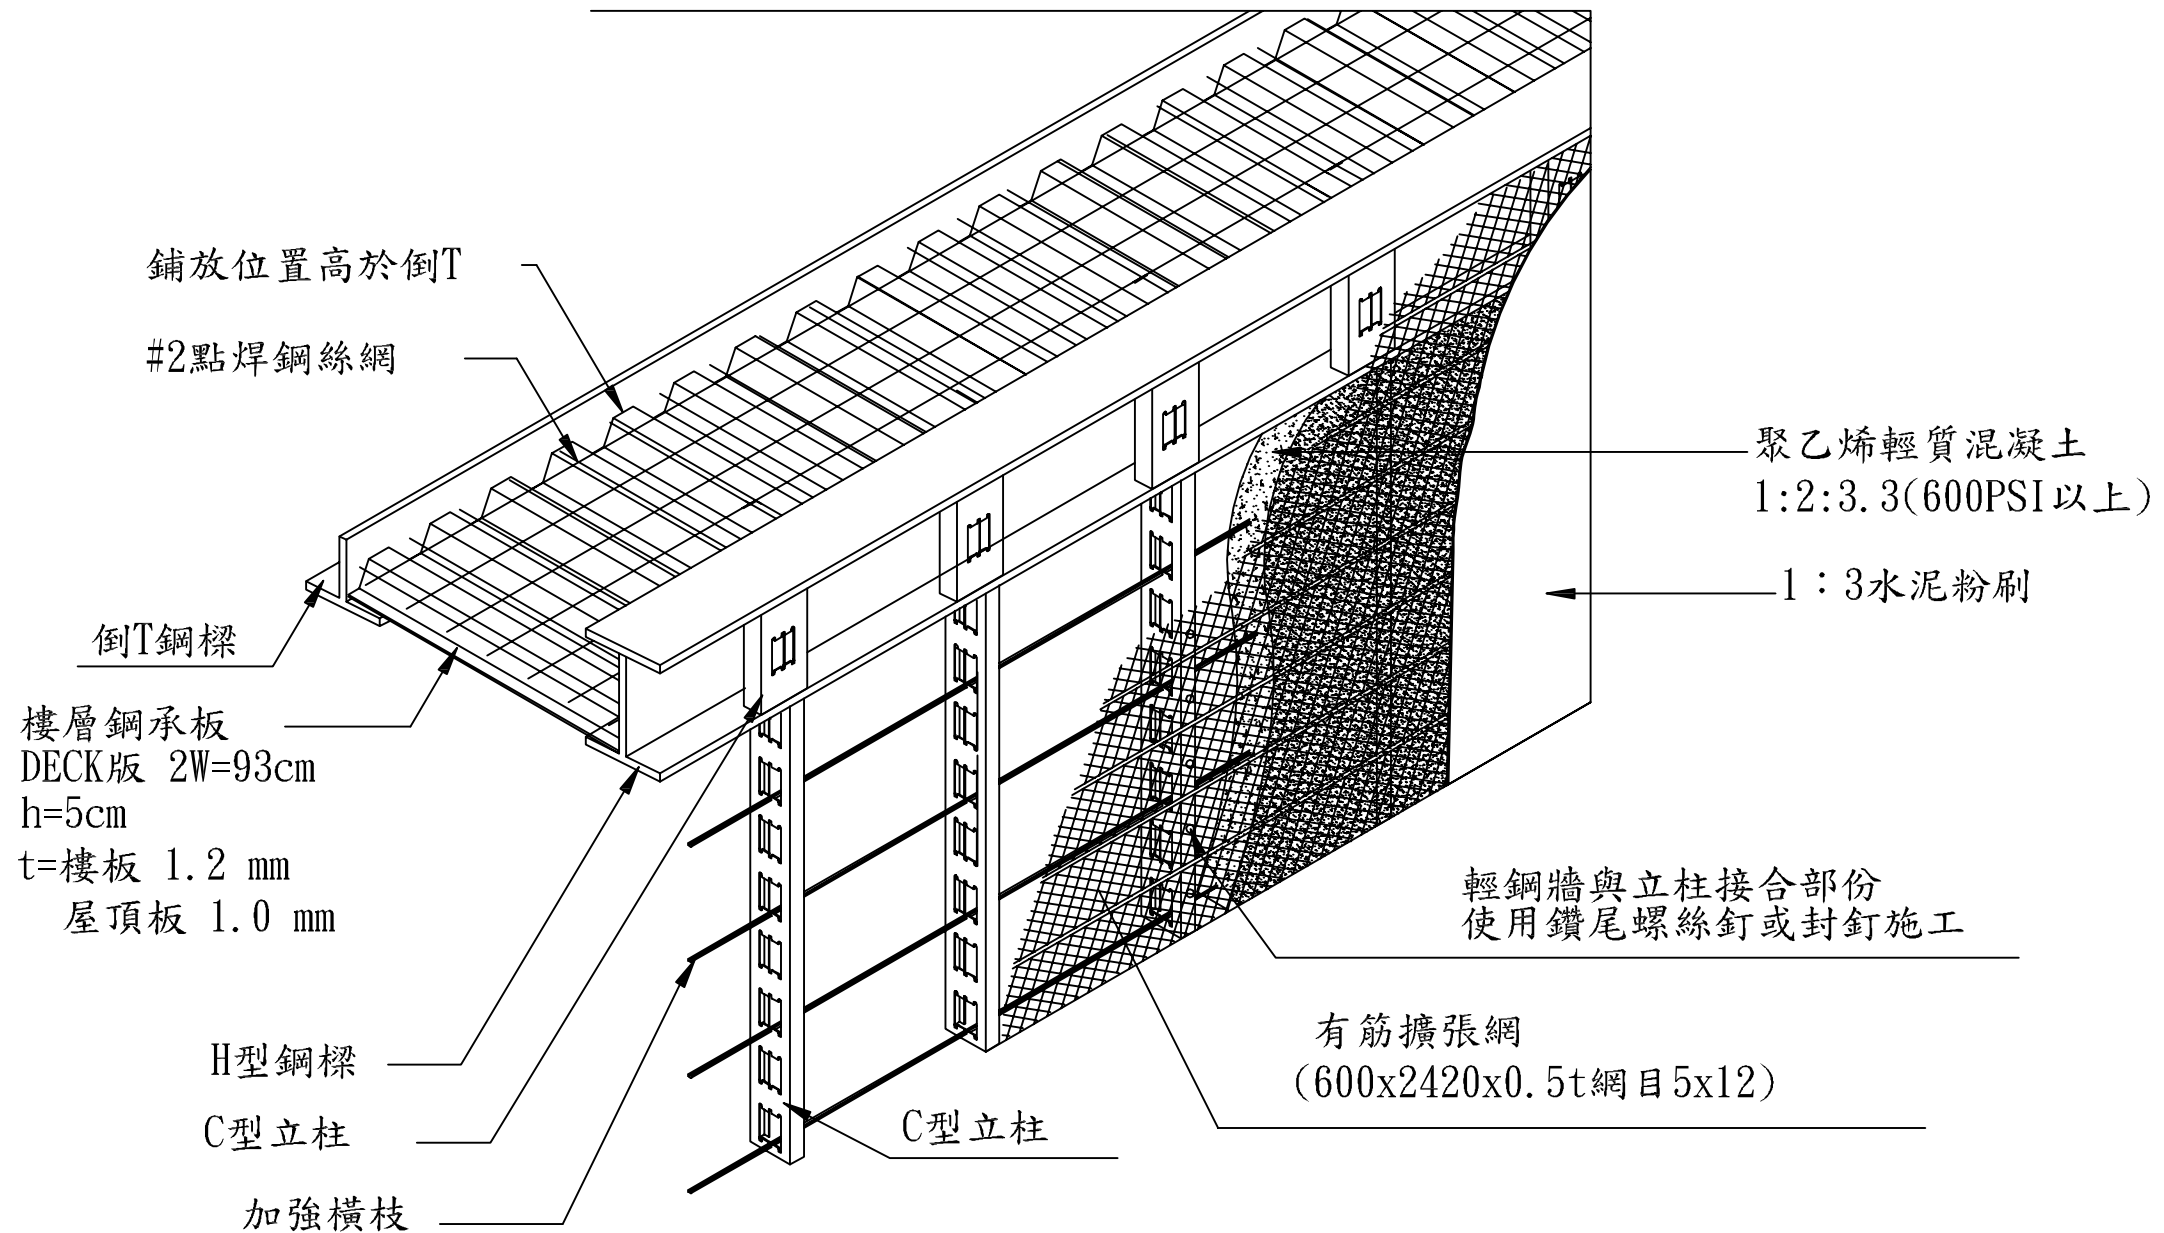 鋪放位置高於倒T
#2點焊鋼絲網
倒T鋼樑
樓層鋼承板
DECK版 2W=93cm
h=5cm
t=樓板 1.2 mm
屋頂板 1.0 mm
H型鋼樑
C型立柱
加強橫枝
C型立柱
聚乙烯輕質混凝土
1:2:3.3(600PSI以上)
1：3水泥粉刷
輕鋼牆與立柱接合部份
使用鑽尾螺絲釘或封釘施工
有筋擴張網
(600x2420x0.5t網目5x12)